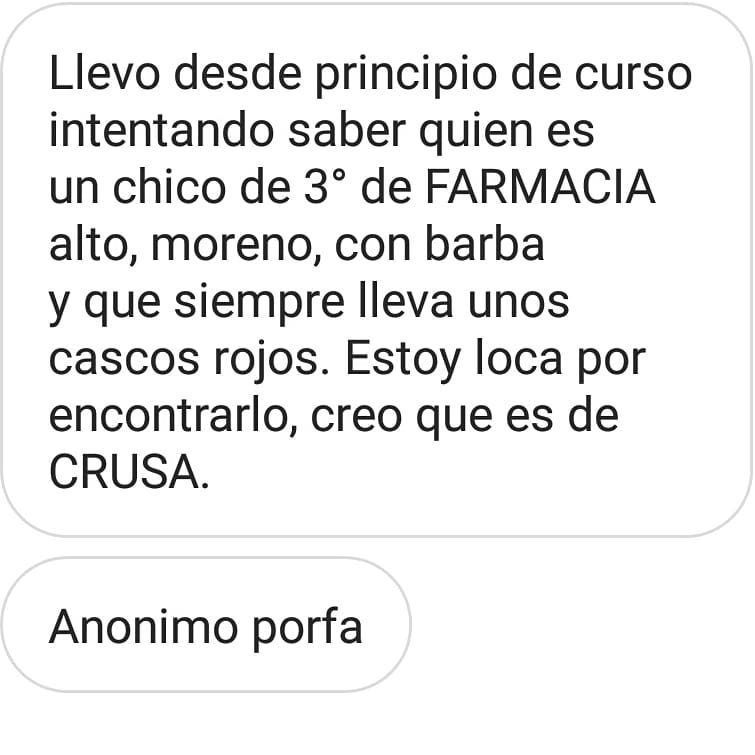 Llevo desde principio de curso
intentando saber quien es
un chico de 3° de FARMACIA
alto, moreno, con barba
y que siempre lleva unos
cascos rojos. Estoy loca por
encontrarlo, creo que es de
CRUSA.
Anonimo porfa